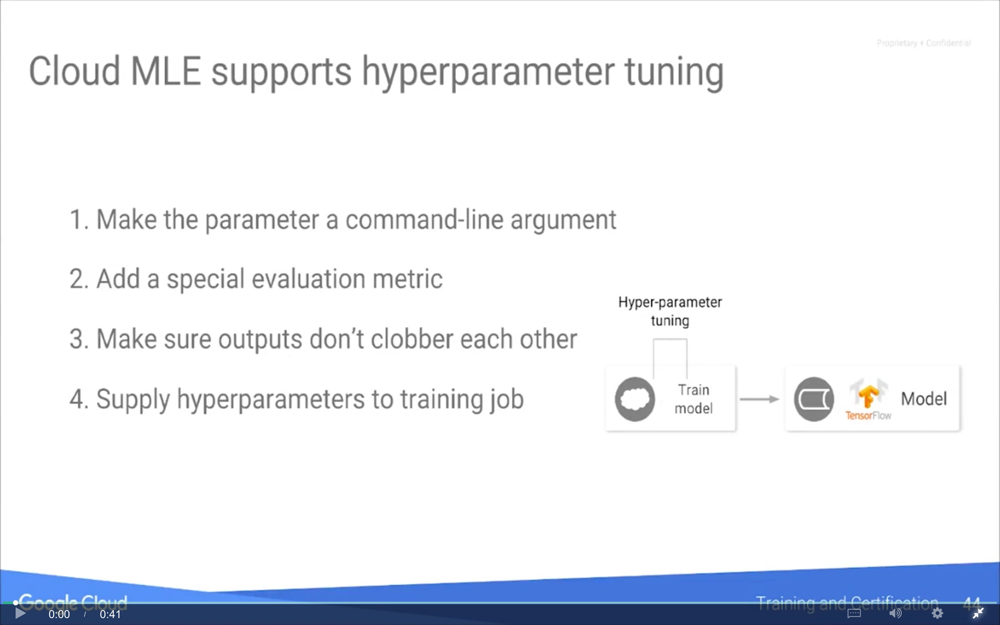 Proprietary + Confidential
Cloud MLE supports hyperparameter tuning
1. Make the parameter a command-line argument
2. Add a special evaluation metric
3. Make sure outputs don't clobber each other
4. Supply hyperparameters to training job
Hyper-parameter
tuning
Train
model
TensorFlow
Model
Google Cloud
Training and Certification 44
0:00 / 0:41